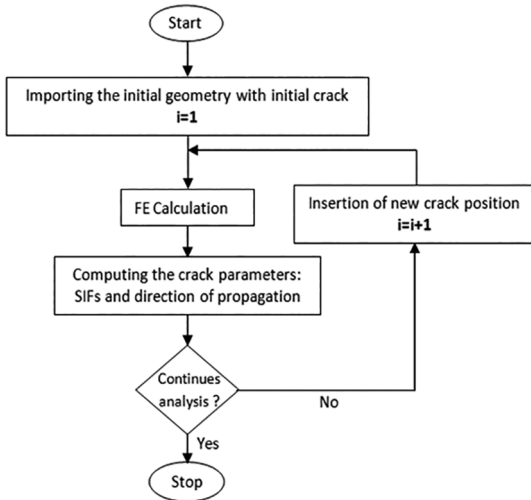 Start
Importing the initial geometry with initial crack
i=1
FE Calculation
Insertion of new crack position
i=i+1
Computing the crack parameters:
SIFs and direction of propagation
Continues
analysis ?
No
Yes
Stop